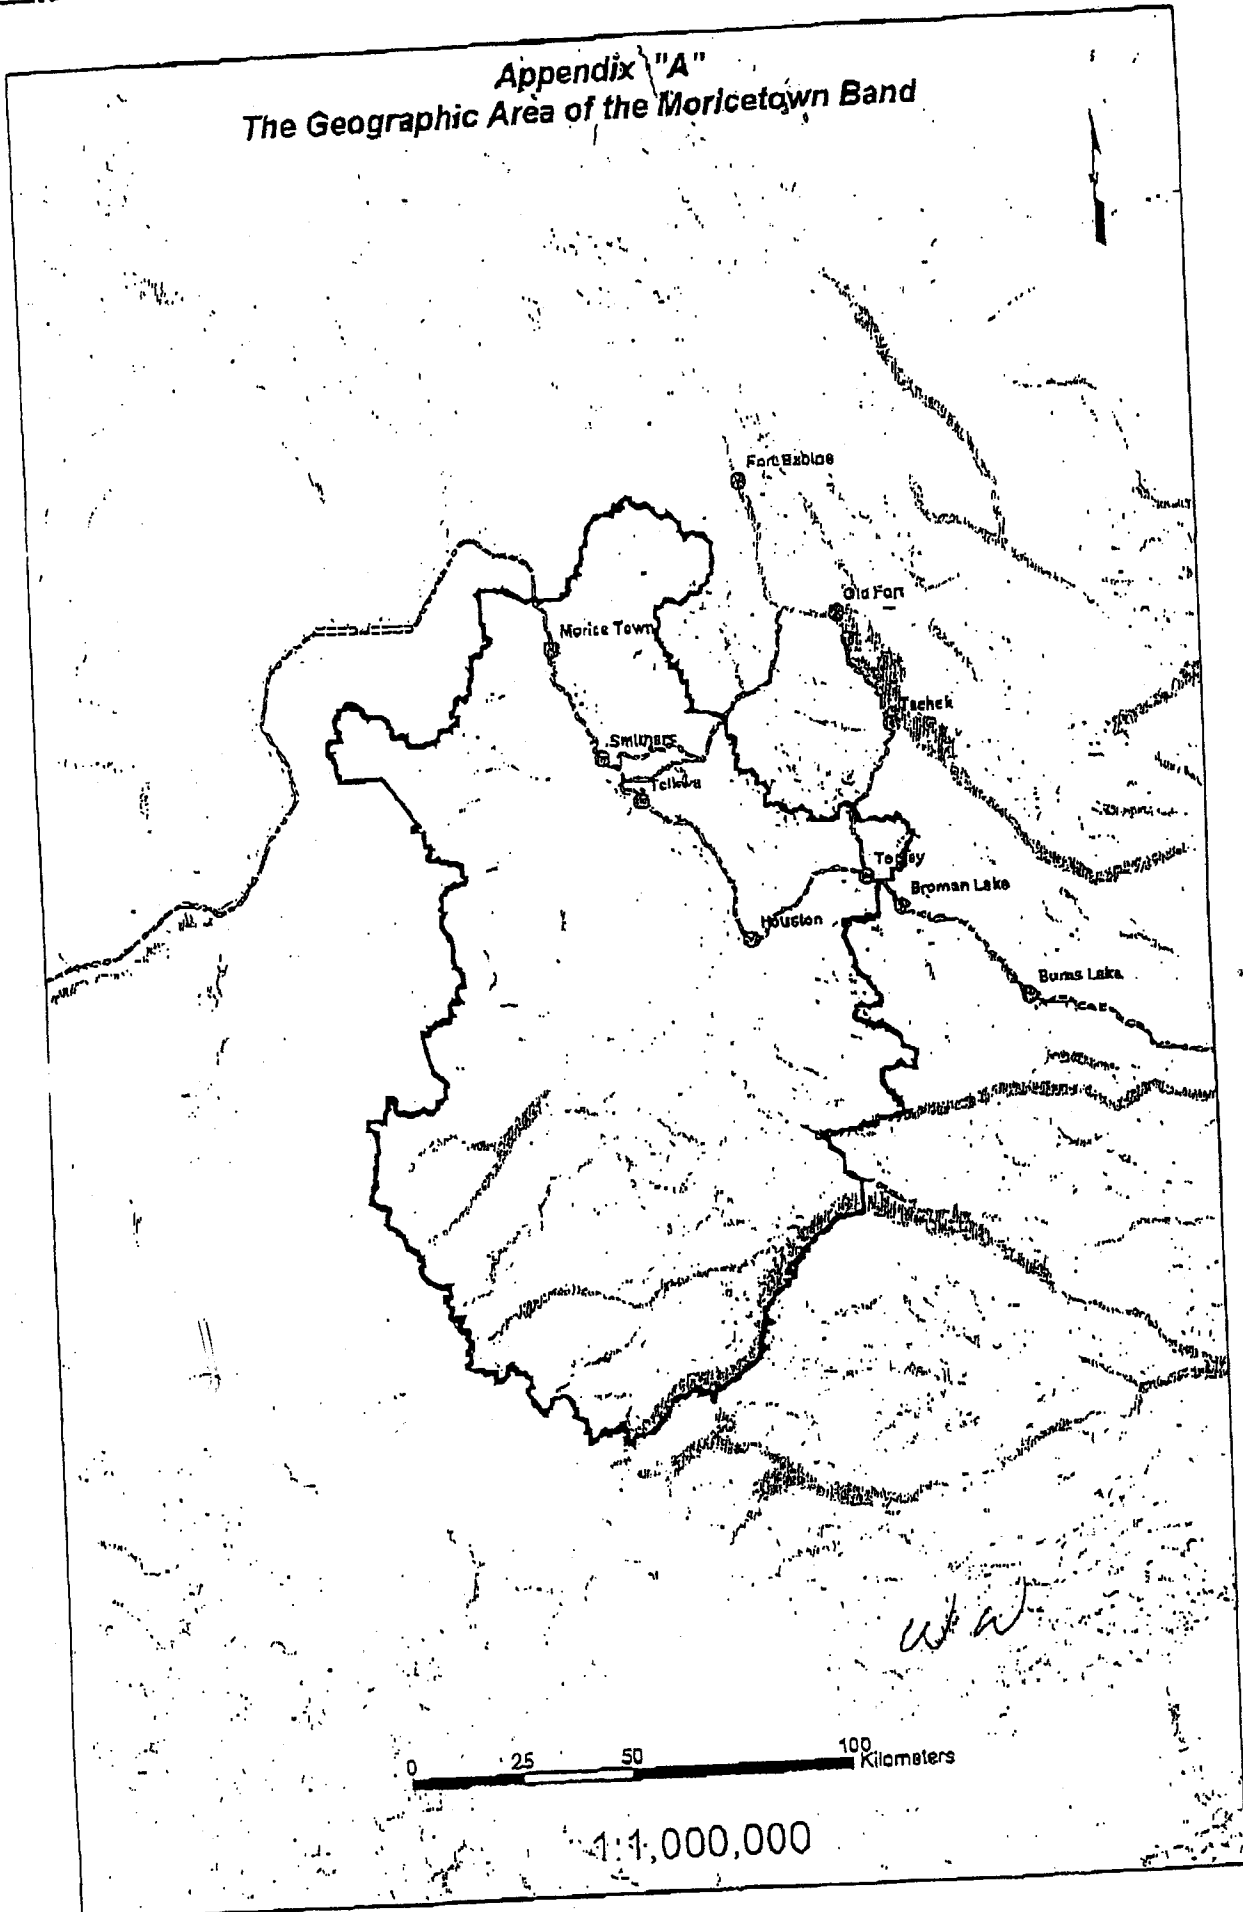 Appendix "A"
The Geographic Area of the Moricetown Band
Fort Babine
Old Fort
Morice Town
Tachek
Smithers
Telkwa
Topley
Broman Lake
Houston
Burns Lake
0 25 50 100 Kilometers
1:1,000,000